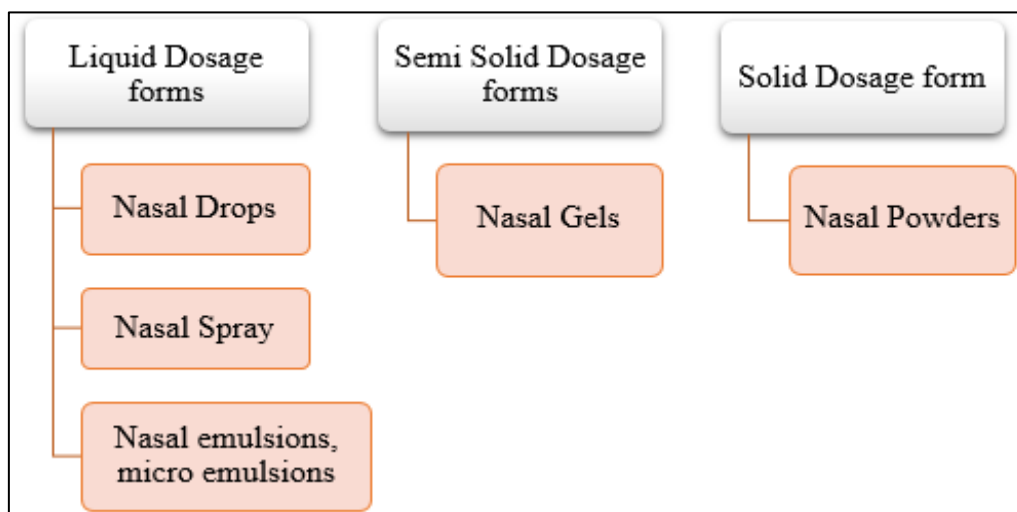 Liquid Dosage
forms
Nasal Drops
Nasal Spray
Nasal emulsions,
micro emulsions
Semi Solid Dosage
forms
Nasal Gels
Solid Dosage form
Nasal Powders